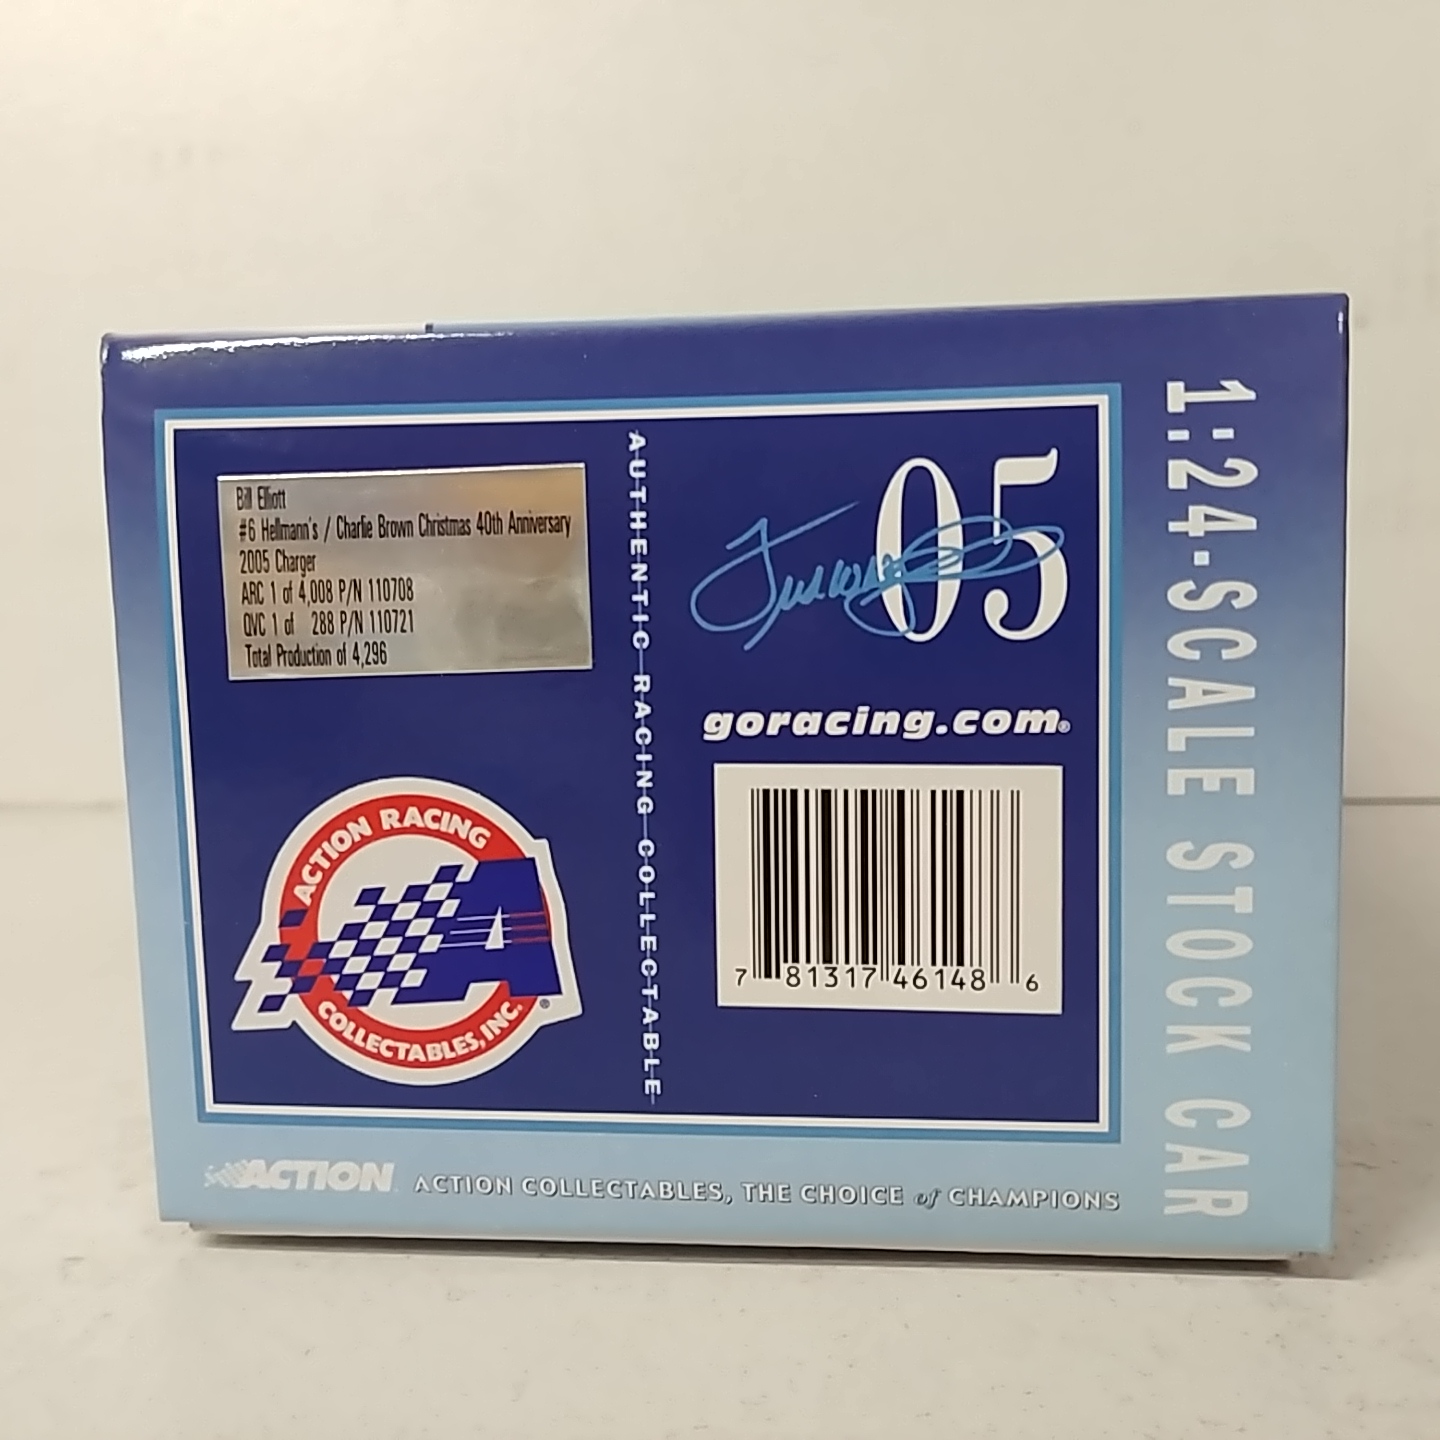 Bill Elliott
#6 Hellmann's / Charlie Brown Christmas 40th Anniversary
2005 Charger
ARC 1 of 4,008 P/N 110708
QVC 1 of 288 P/N 110721
Total Production of 4,296
AUTHENTIC RACING COLLECTABLE
05
goracing.com®
7 81317 46148 6
ACTION RACING
A
COLLECTABLES, INC.®
1:24-SCALE STOCK CAR
ACTION
ACTION COLLECTABLES, THE CHOICE of CHAMPIONS